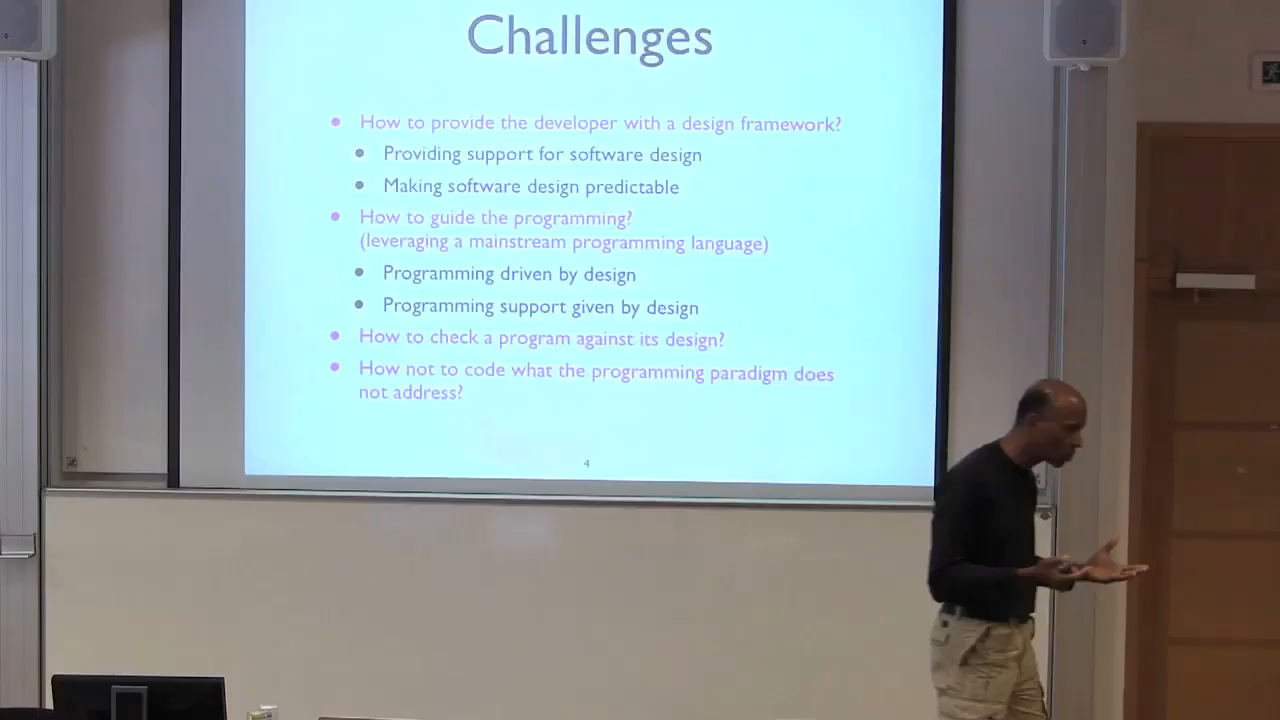 Challenges
How to provide the developer with a design framework?
Providing support for software design
Making software design predictable
How to guide the programming?
(leveraging a mainstream programming language)
Programming driven by design
Programming support given by design
How to check a program against its design?
How not to code what the programming paradigm does
not address?
4